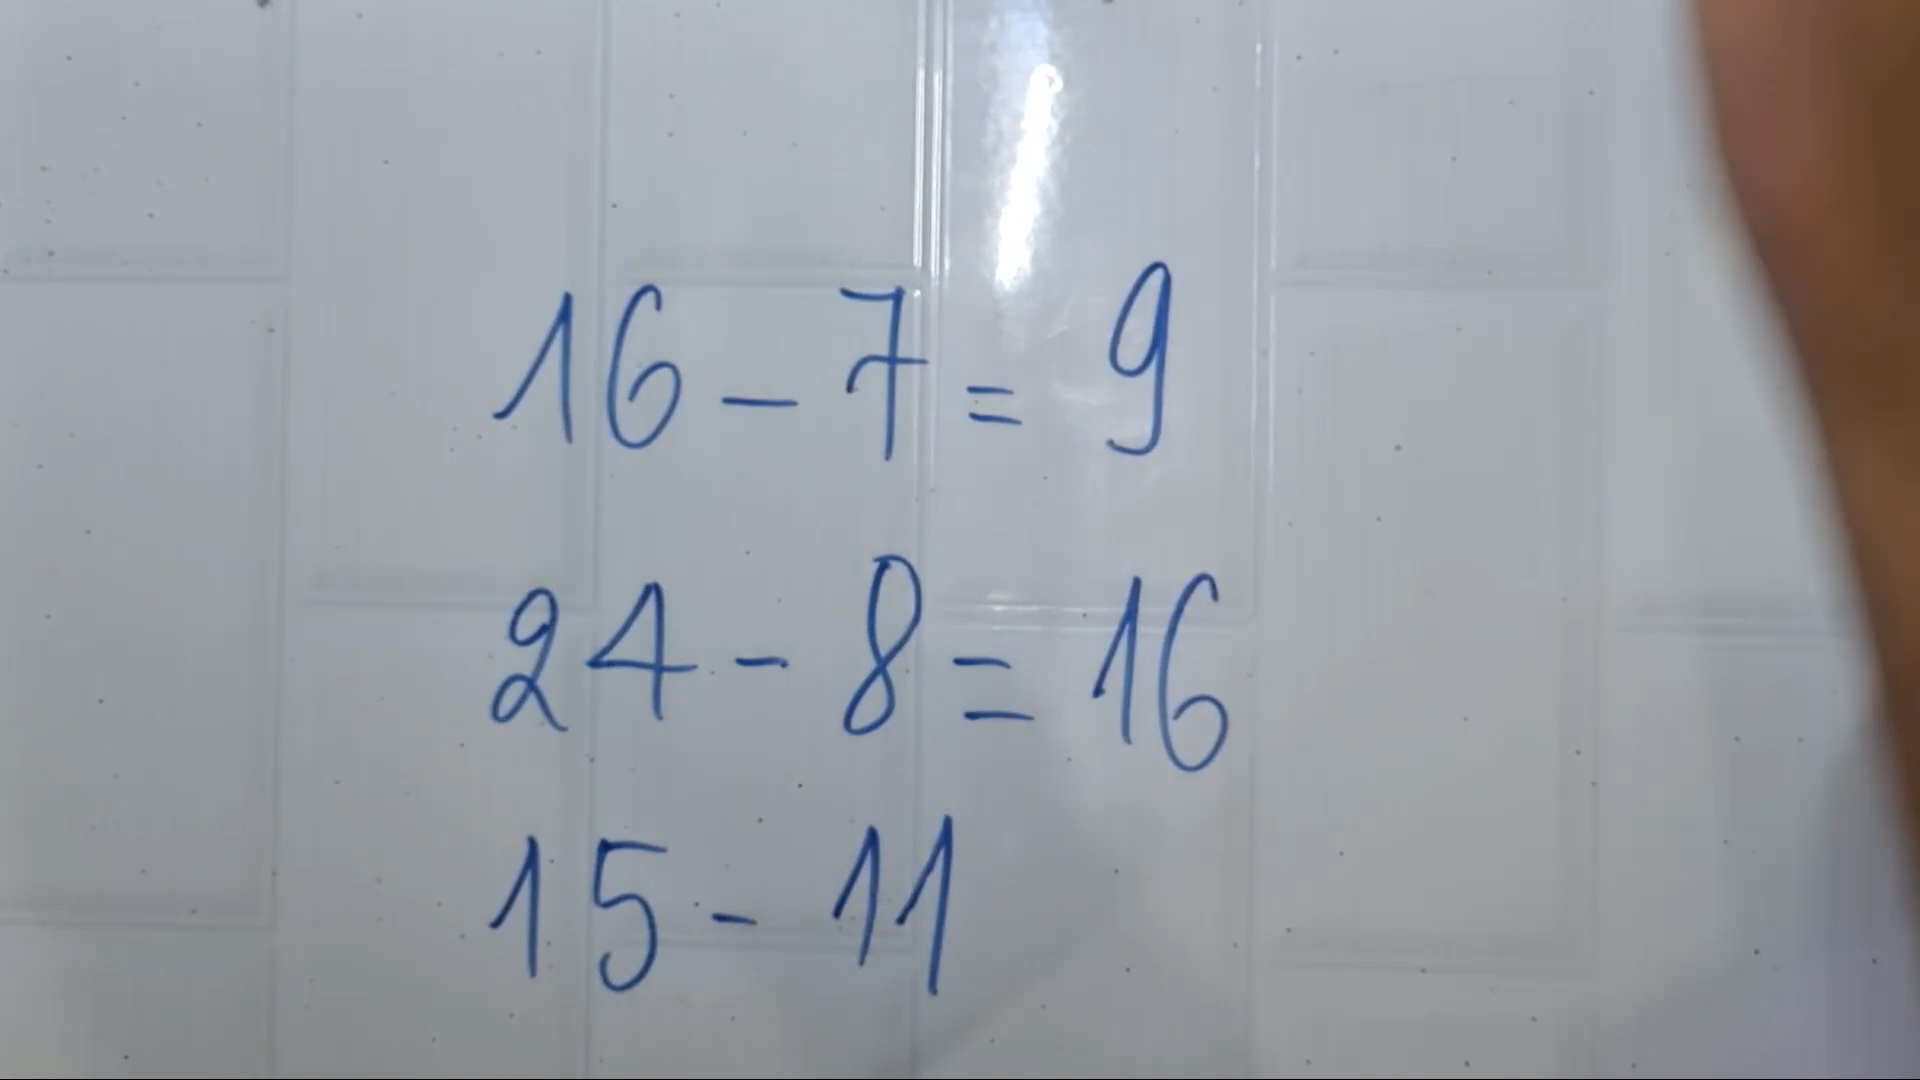 16 - 7 = 9
24 - 8 = 16
15 - 11